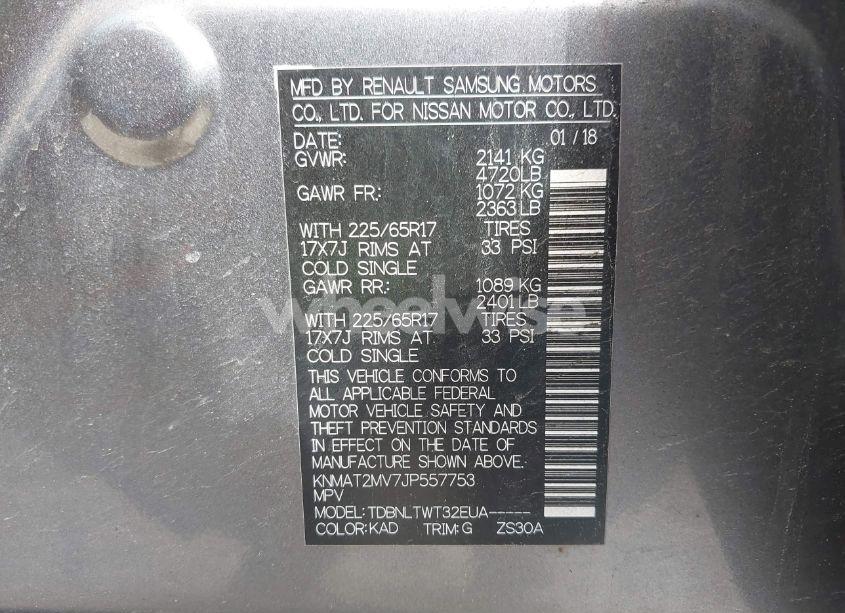 MFD BY RENAULT SAMSUNG MOTORS
CO., LTD. FOR NISSAN MOTOR CO., LTD.
DATE: 01 / 18
GVWR: 2141 KG
4720LB
GAWR FR.: 1072 KG
2363 LB
WITH 225/65R17 TIRES
17X7J RIMS AT 33 PSI
COLD SINGLE
GAWR RR.: 1089 KG
2401 LB
wheelwise
WITH 225/65R17 TIRES
17X7J RIMS AT 33 PSI
COLD SINGLE
THIS VEHICLE CONFORMS TO
ALL APPLICABLE FEDERAL
MOTOR VEHICLE SAFETY AND
THEFT PREVENTION STANDARDS
IN EFFECT ON THE DATE OF
MANUFACTURE SHOWN ABOVE.
KNMAT2MV7JP557753
MPV
MODEL: TDBNLTWT32EUA-----
COLOR: KAD TRIM: G ZS30A